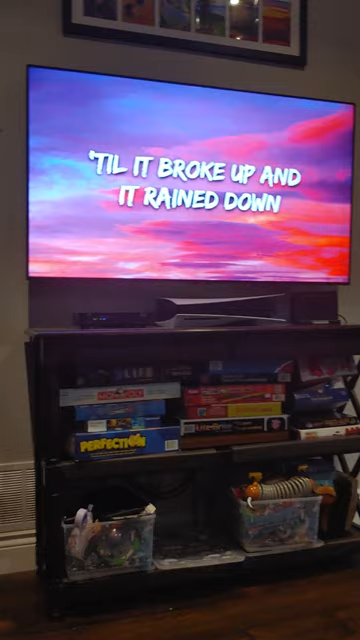 'TIL IT BROKE UP AND
IT RAINED DOWN
MONOPOLY
PERFECTION